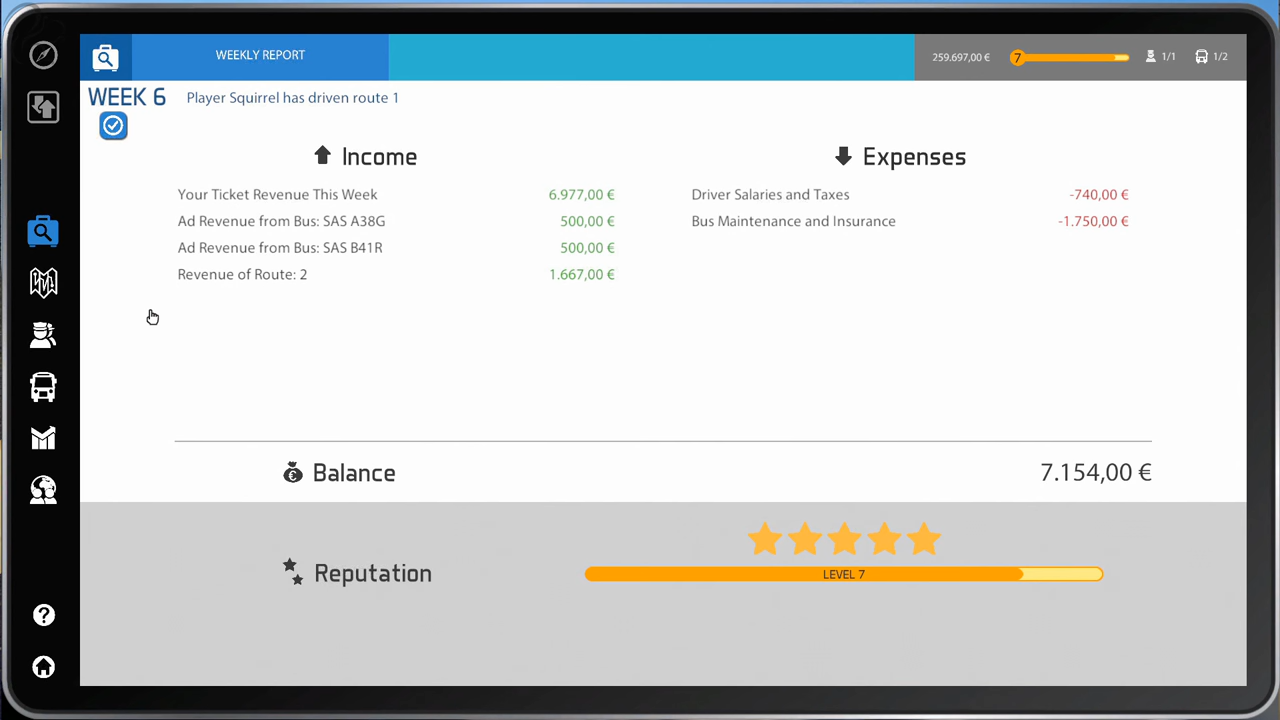 WEEKLY REPORT
259.697,00 €
7
1/1
1/2
WEEK 6
Player Squirrel has driven route 1
Income
Expenses
Your Ticket Revenue This Week 6.977,00 €
Driver Salaries and Taxes -740,00 €
Ad Revenue from Bus: SAS A38G 500,00 €
Bus Maintenance and Insurance -1.750,00 €
Ad Revenue from Bus: SAS B41R 500,00 €
Revenue of Route: 2 1.667,00 €
Balance 7.154,00 €
Reputation
LEVEL 7